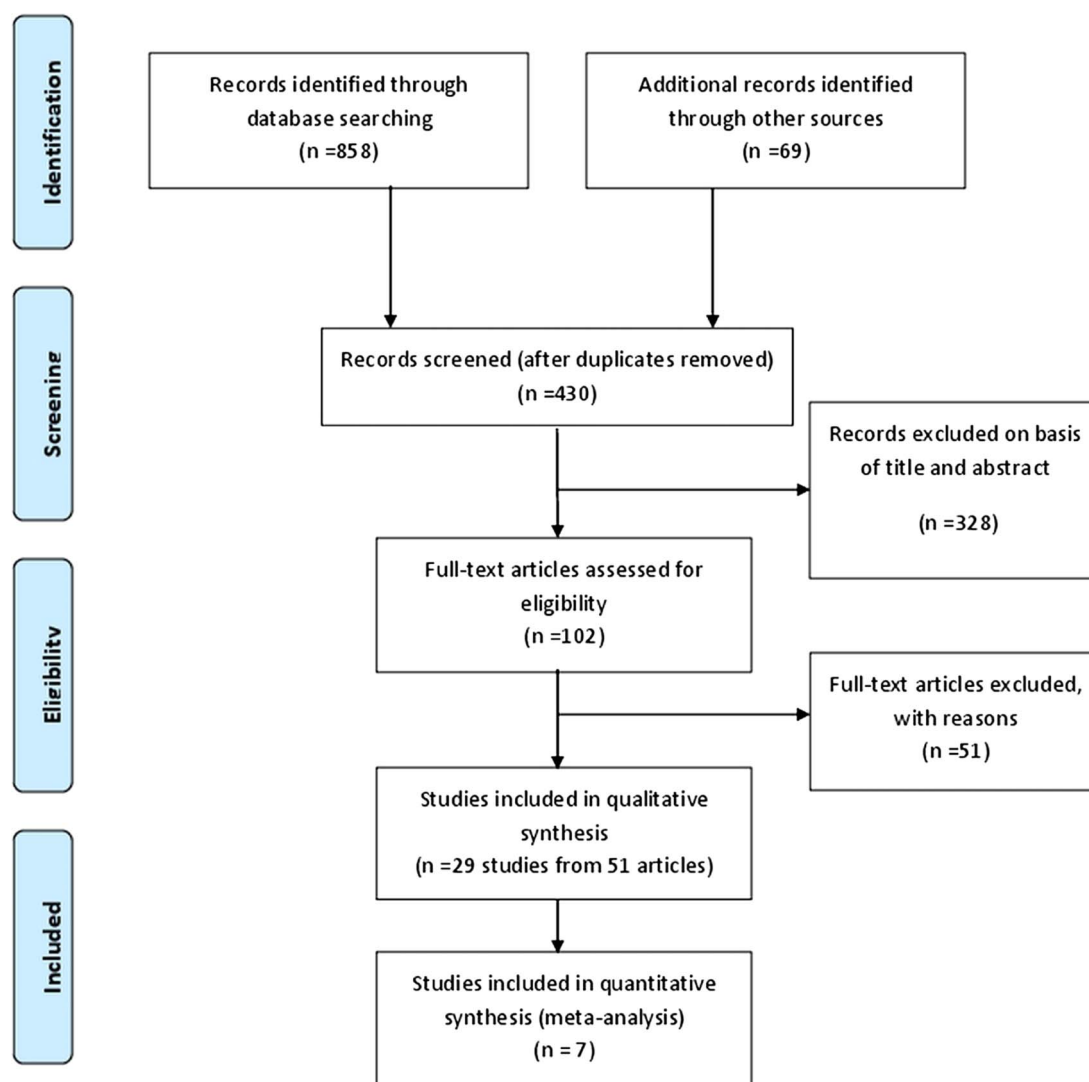 Identification
Records identified through
database searching
(n =858)
Additional records identified
through other sources
(n =69)
Screening
Records screened (after duplicates removed)
(n =430)
Records excluded on basis
of title and abstract
(n =328)
Eligibility
Full-text articles assessed for
eligibility
(n =102)
Full-text articles excluded,
with reasons
(n =51)
Studies included in qualitative
synthesis
(n =29 studies from 51 articles)
Included
Studies included in quantitative
synthesis (meta-analysis)
(n = 7)